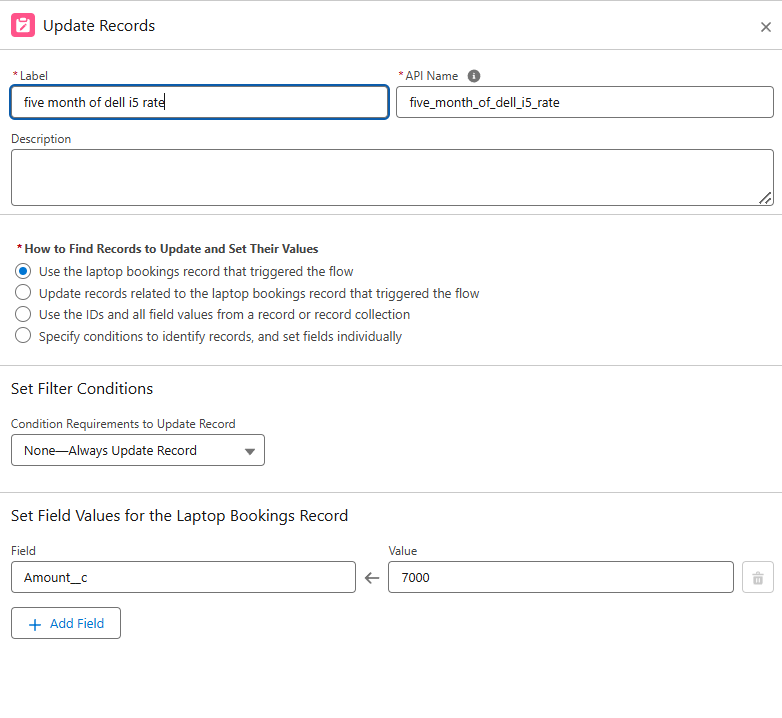 Update Records
*Label
*API Name
five month of dell i5 rate
five_month_of_dell_i5_rate
Description
*How to Find Records to Update and Set Their Values
Use the laptop bookings record that triggered the flow
Update records related to the laptop bookings record that triggered the flow
Use the IDs and all field values from a record or record collection
Specify conditions to identify records, and set fields individually
Set Filter Conditions
Condition Requirements to Update Record
None—Always Update Record
Set Field Values for the Laptop Bookings Record
Field
Value
Amount__c
7000
Add Field